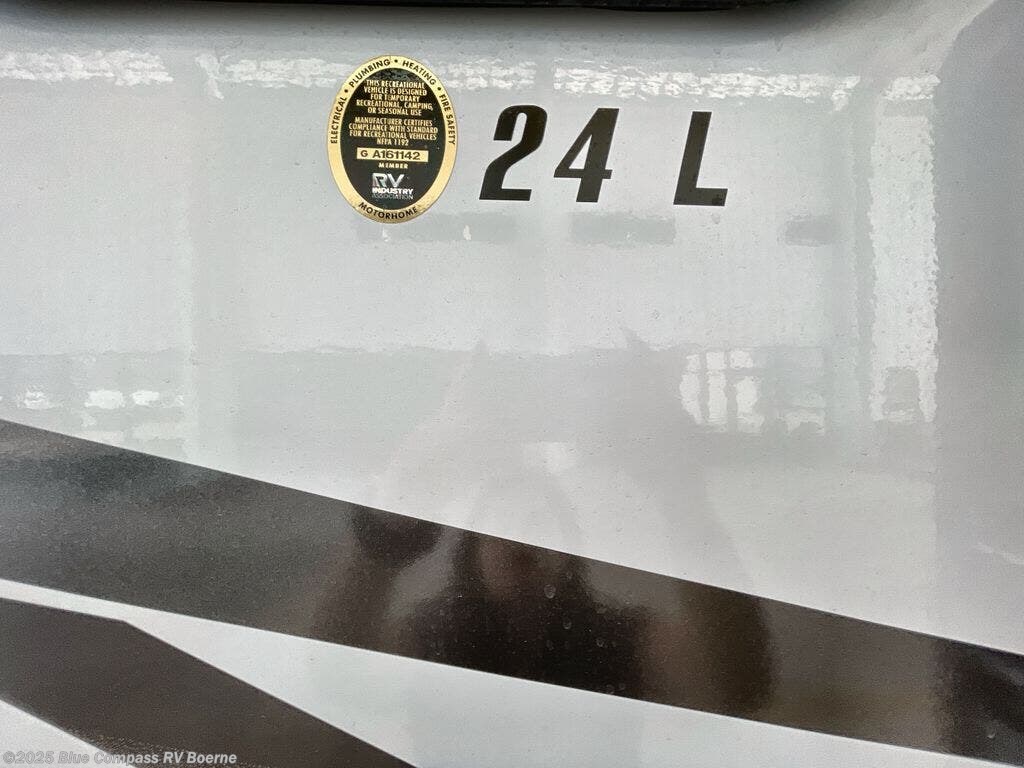 ELECTRICAL • PLUMBING • HEATING • FIRE SAFETY
THIS RECREATIONAL
VEHICLE IS DESIGNED
FOR TEMPORARY
RECREATIONAL, CAMPING,
OR SEASONAL USE
MANUFACTURER CERTIFIES
COMPLIANCE WITH STANDARD
FOR RECREATIONAL VEHICLES
NFPA 1192
G A161142
MEMBER
RV
INDUSTRY
ASSOCIATION
MOTORHOME
24 L
©2025 Blue Compass RV Boerne